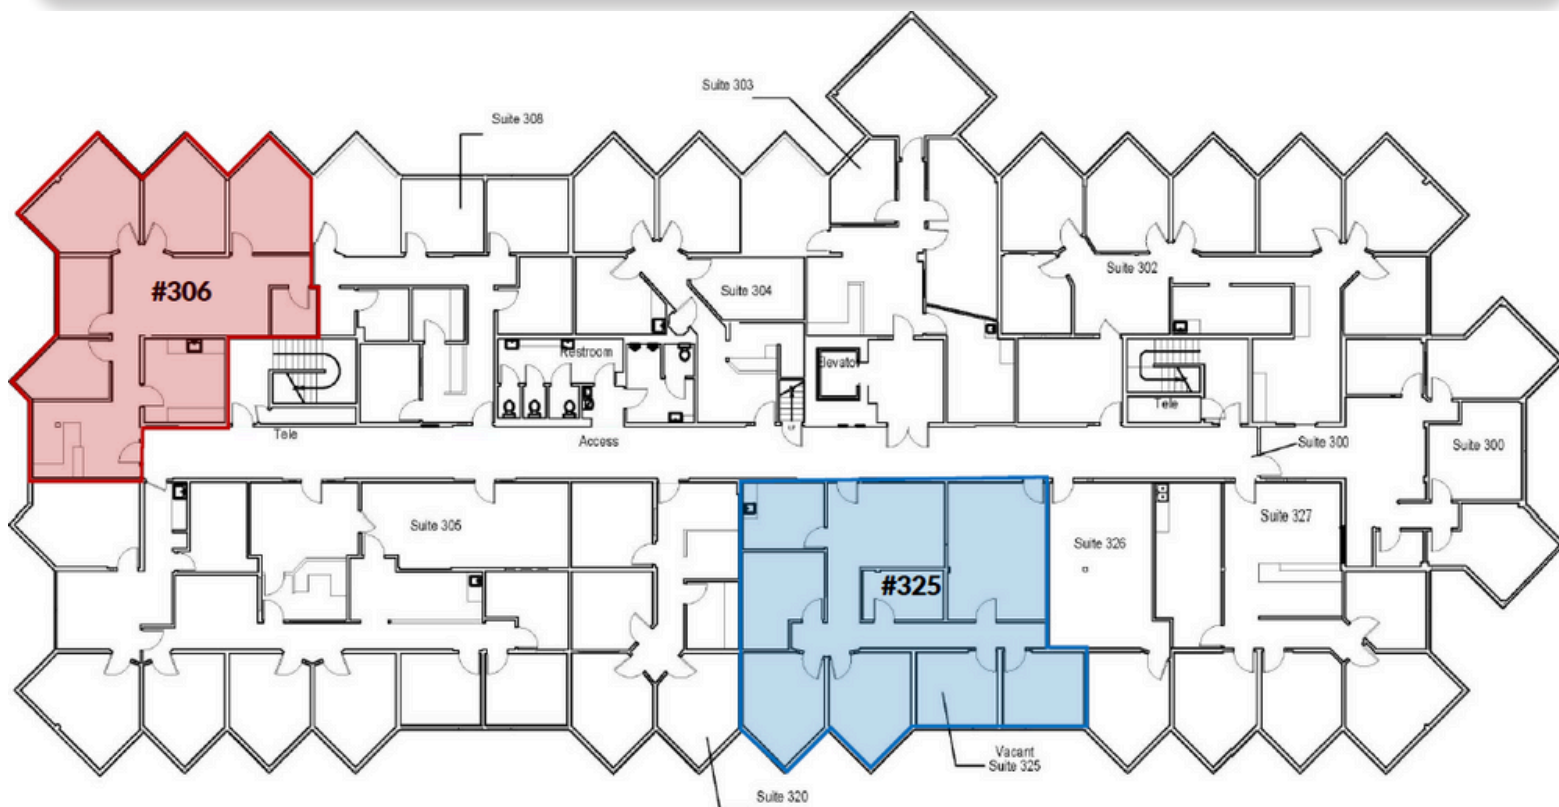 Suite 303
Suite 308
#306
Suite 304
Suite 302
Restroom
Elevator
UP
Tele
Access
Tele
Suite 300
Suite 300
Suite 305
Suite 326
Suite 327
#325
Vacant
Suite 325
Suite 320